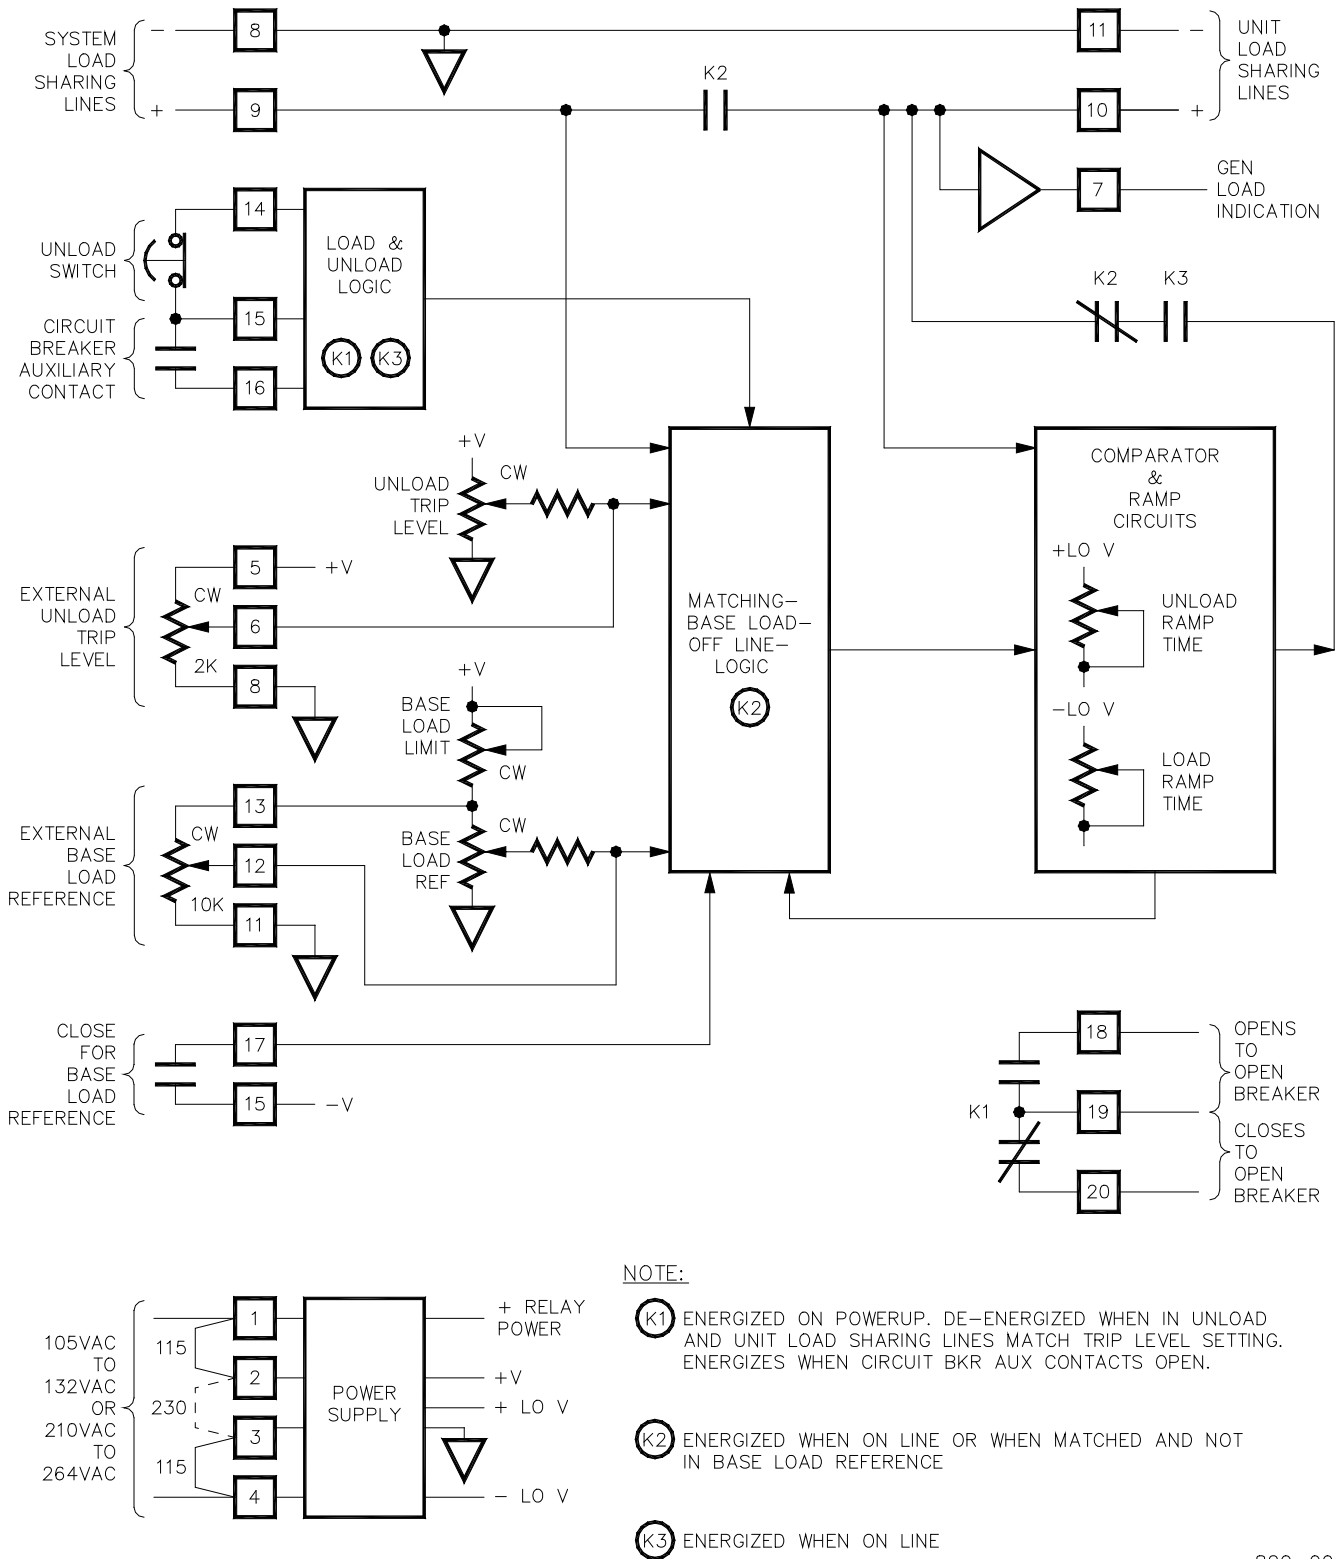 SYSTEM
LOAD
SHARING
LINES
−
+
8
9
K2
11
10
−
+
UNIT
LOAD
SHARING
LINES
7
GEN
LOAD
INDICATION
UNLOAD
SWITCH
CIRCUIT
BREAKER
AUXILIARY
CONTACT
14
15
16
LOAD &
UNLOAD
LOGIC
K1 K3
K2 K3
+V
CW
UNLOAD
TRIP
LEVEL
EXTERNAL
UNLOAD
TRIP
LEVEL
CW
2K
5
6
8
+V
+V
BASE
LOAD
LIMIT
CW
EXTERNAL
BASE
LOAD
REFERENCE
CW
10K
13
12
11
BASE
LOAD
REF
CW
MATCHING−
BASE LOAD−
OFF LINE−
LOGIC
K2
COMPARATOR
&
RAMP
CIRCUITS
+LO V
UNLOAD
RAMP
TIME
−LO V
LOAD
RAMP
TIME
CLOSE
FOR
BASE
LOAD
REFERENCE
17
15
−V
K1
18
19
20
OPENS
TO
OPEN
BREAKER
CLOSES
TO
OPEN
BREAKER
105VAC
TO
132VAC
OR
210VAC
TO
264VAC
115
230
115
1
2
3
4
POWER
SUPPLY
+ RELAY
POWER
+V
+ LO V
− LO V
NOTE:
K1 ENERGIZED ON POWERUP. DE−ENERGIZED WHEN IN UNLOAD
AND UNIT LOAD SHARING LINES MATCH TRIP LEVEL SETTING.
ENERGIZES WHEN CIRCUIT BKR AUX CONTACTS OPEN.
K2 ENERGIZED WHEN ON LINE OR WHEN MATCHED AND NOT
IN BASE LOAD REFERENCE
K3 ENERGIZED WHEN ON LINE